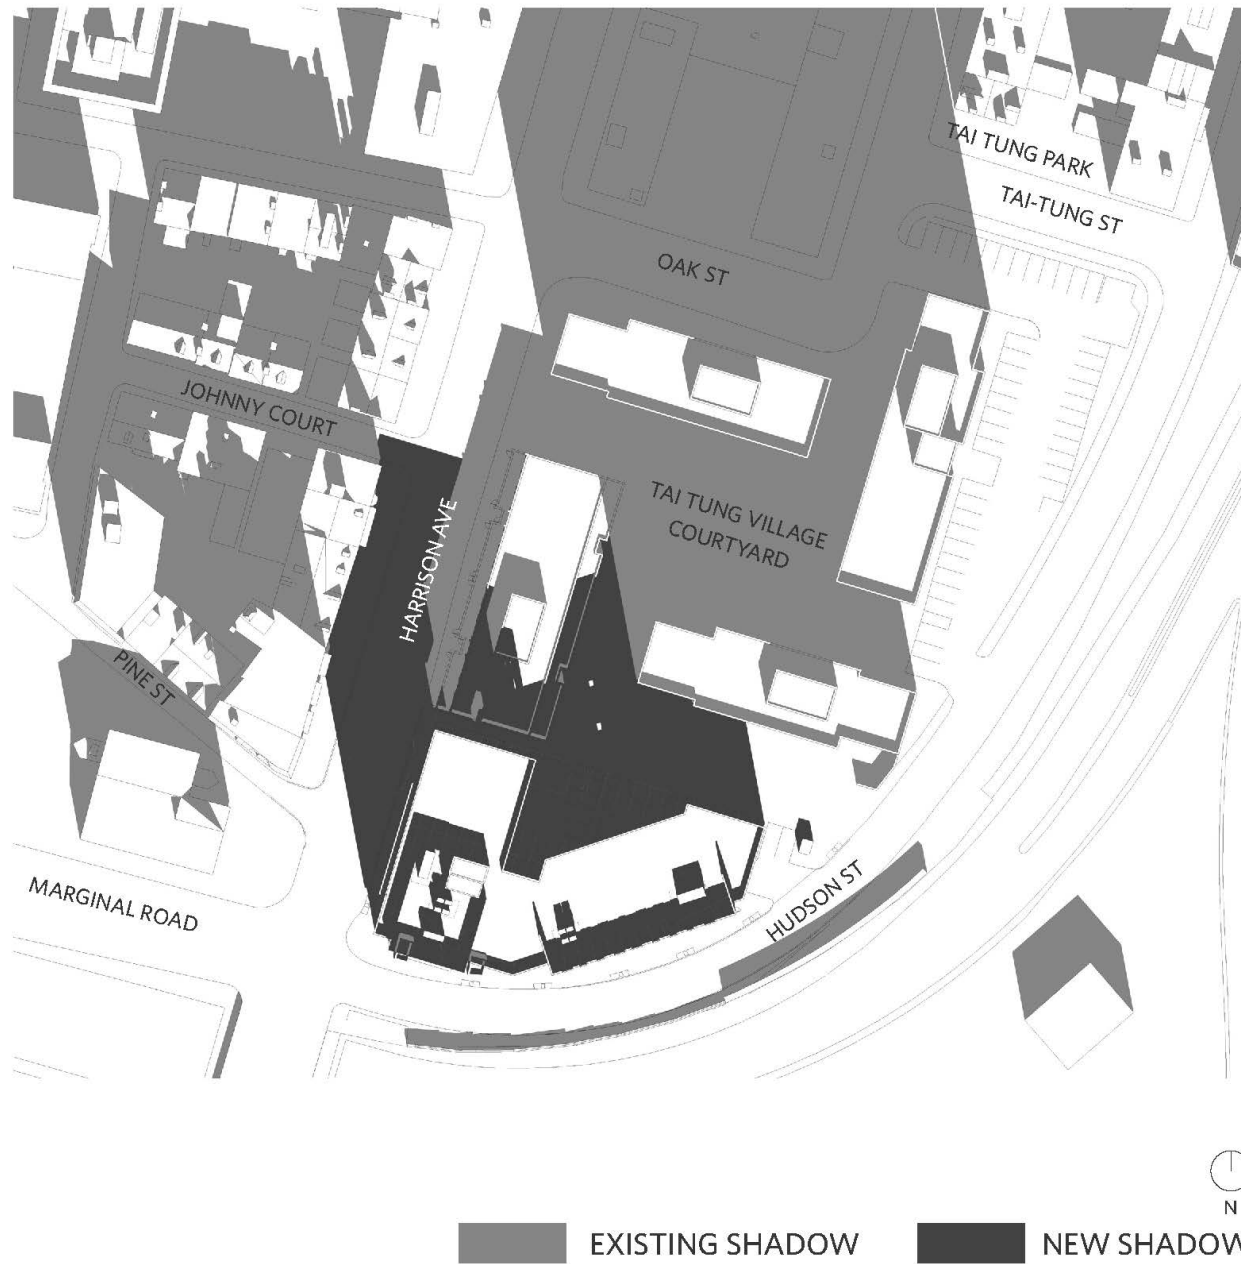 TAI TUNG PARK
TAI-TUNG ST
OAK ST
JOHNNY COURT
HARRISON AVE
TAI TUNG VILLAGE
COURTYARD
PINE ST
MARGINAL ROAD
HUDSON ST
N
EXISTING SHADOW
NEW SHADOW